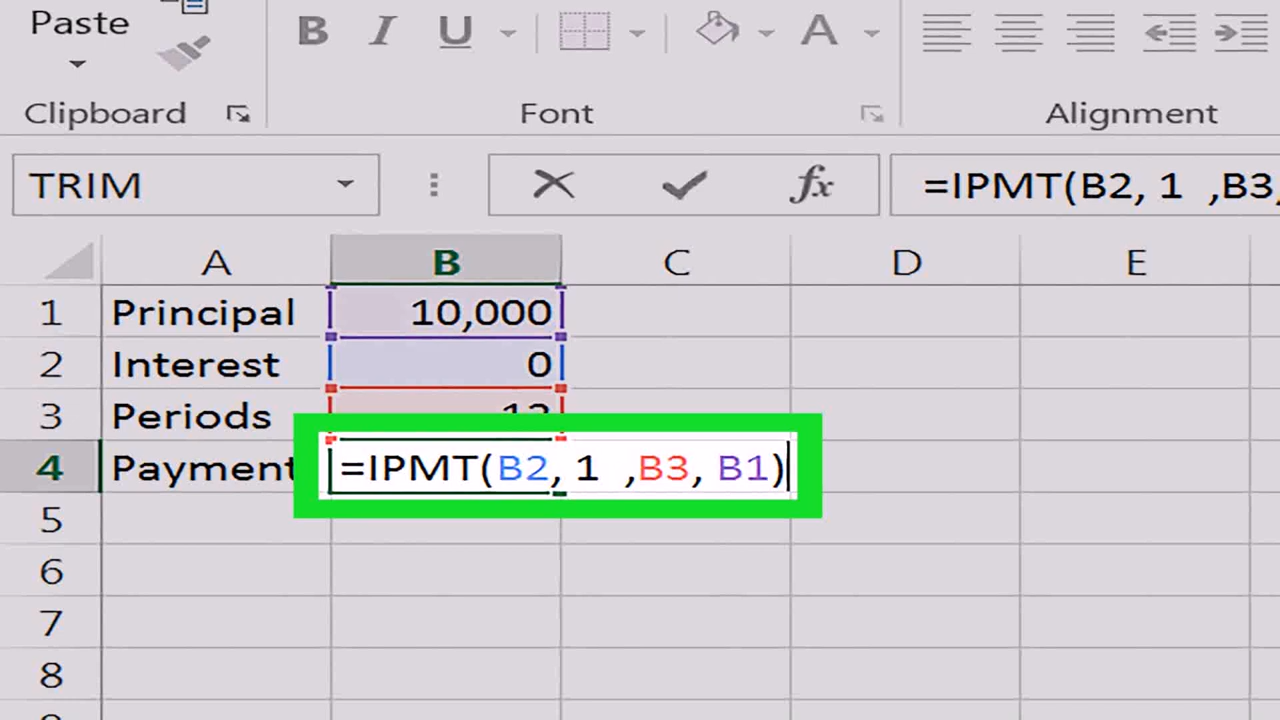 Paste
B I U A
Clipboard Font Alignment
TRIM fx =IPMT(B2, 1 ,B3,
A B C D E
1 Principal 10,000
2 Interest 0
3 Periods
4 Payment =IPMT(B2, 1 ,B3, B1)
5
6
7
8